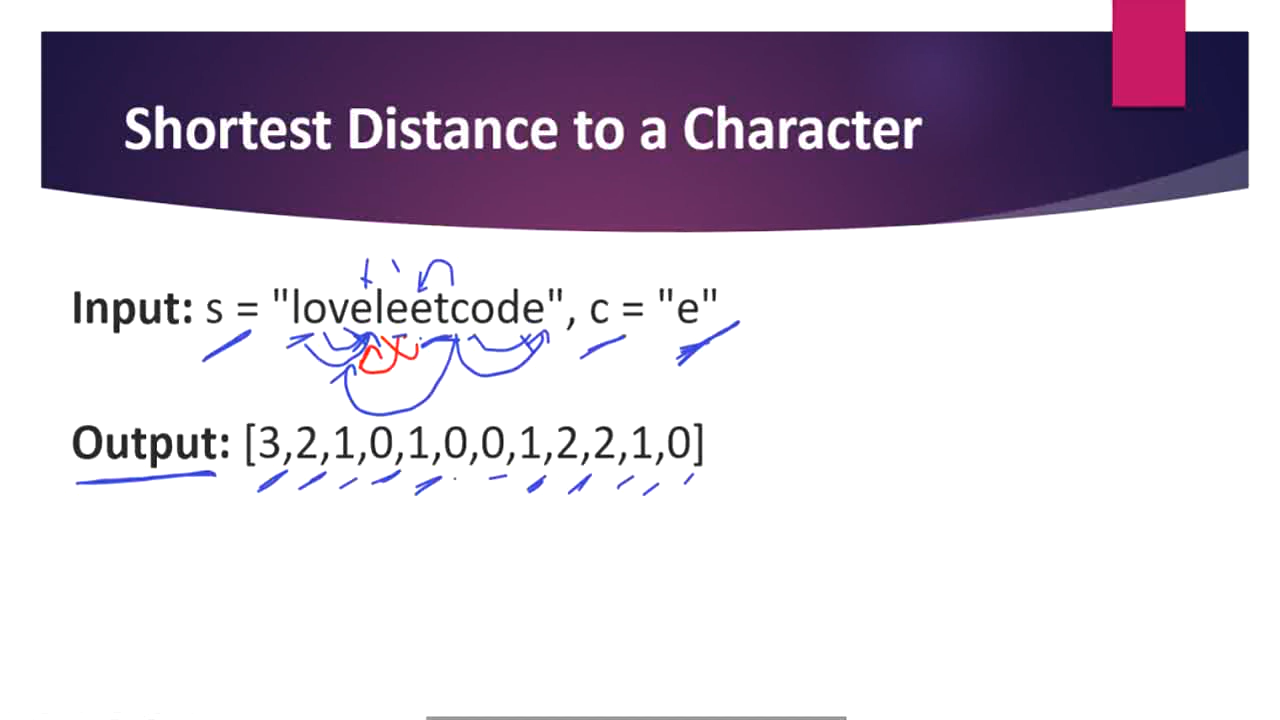 Shortest Distance to a Character
Input: s = "loveleetcode", c = "e"
Output: [3,2,1,0,1,0,0,1,2,2,1,0]